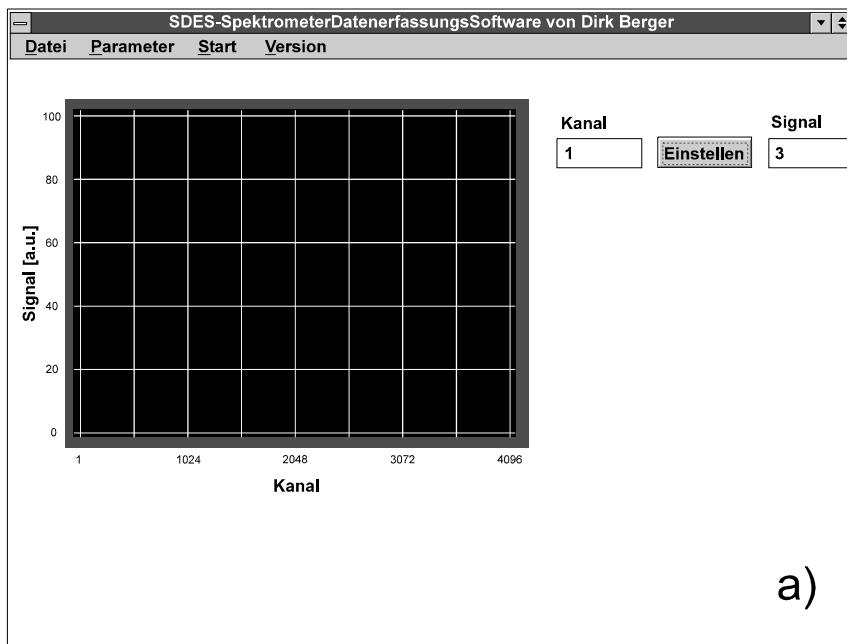 SDES-SpektrometerDatenerfassungsSoftware von Dirk Berger
Datei Parameter Start Version
Kanal Signal
1 Einstellen 3
100
80
60
40
20
0
Signal [a.u.]
1 1024 2048 3072 4096
Kanal
a)